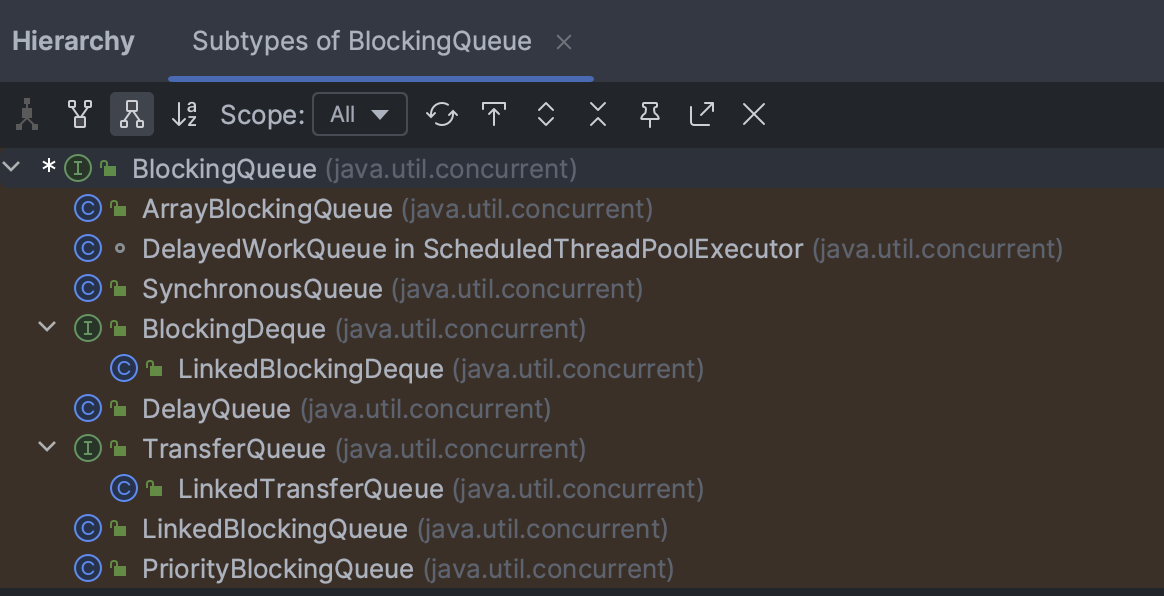 Hierarchy Subtypes of BlockingQueue
Scope: All
* I BlockingQueue (java.util.concurrent)
C ArrayBlockingQueue (java.util.concurrent)
C DelayedWorkQueue in ScheduledThreadPoolExecutor (java.util.concurrent)
C SynchronousQueue (java.util.concurrent)
I BlockingDeque (java.util.concurrent)
C LinkedBlockingDeque (java.util.concurrent)
C DelayQueue (java.util.concurrent)
I TransferQueue (java.util.concurrent)
C LinkedTransferQueue (java.util.concurrent)
C LinkedBlockingQueue (java.util.concurrent)
C PriorityBlockingQueue (java.util.concurrent)